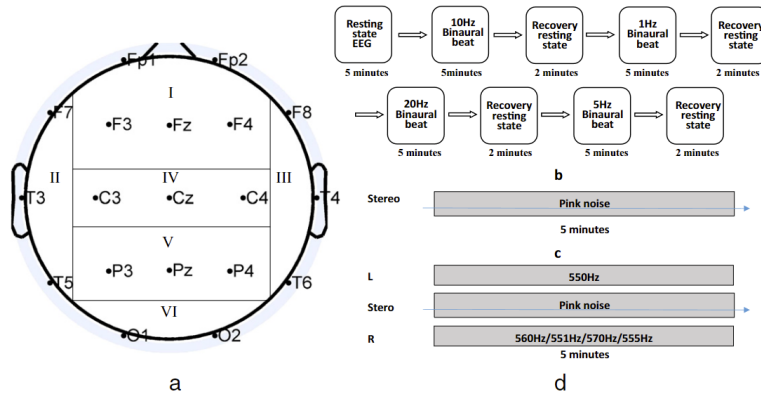 Fp1 Fp2
I
F7 F8
F3 Fz F4
II IV III
T3 C3 Cz C4 T4
V
P3 Pz P4
T5 T6
VI
O1 O2
a
Resting
state
EEG
5 minutes
10Hz
Binaural
beat
5minutes
Recovery
resting
state
2 minutes
1Hz
Binaural
beat
5 minutes
Recovery
resting
state
2 minutes
20Hz
Binaural
beat
5 minutes
Recovery
resting
state
2 minutes
5Hz
Binaural
beat
5 minutes
Recovery
resting
state
2 minutes
b
Stereo
Pink noise
5 minutes
c
L
550Hz
Stero
Pink noise
R
560Hz/551Hz/570Hz/555Hz
5 minutes
d